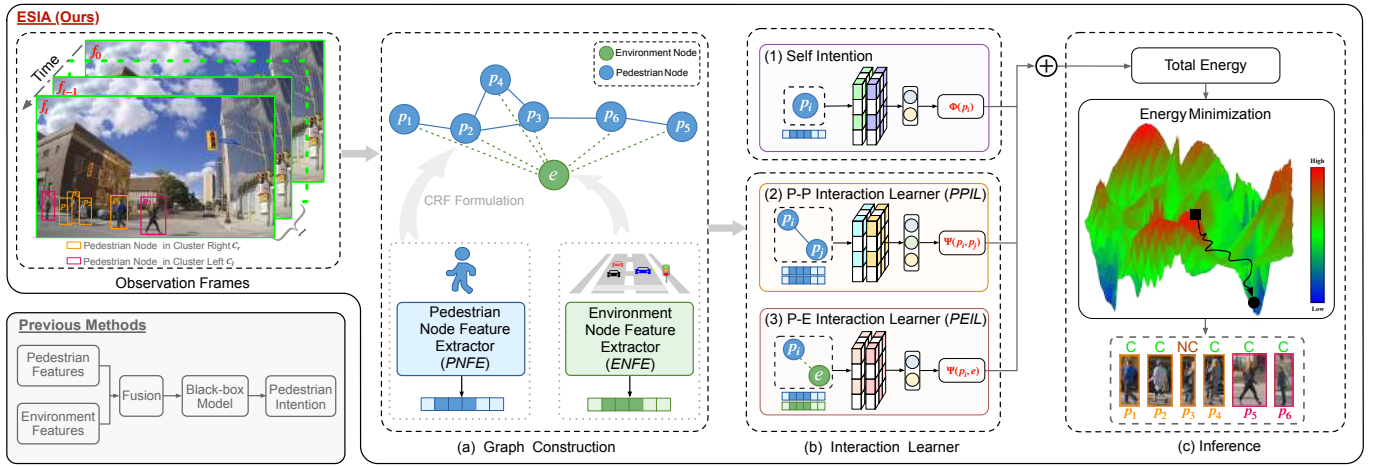 ESIA (Ours)
Time
f0
ft-1
ft
t
Pedestrian Node in Cluster Right Cr
Pedestrian Node in Cluster Left Cl
Observation Frames
Previous Methods
Pedestrian
Features
Environment
Features
Fusion
Black-box
Model
Pedestrian
Intention
Environment Node
Pedestrian Node
p1
p2
p4
p3
p6
p5
e
CRF Formulation
Pedestrian
Node Feature
Extractor
(PNFE)
Environment
Node Feature
Extractor
(ENFE)
(a) Graph Construction
(1) Self Intention
pi
Φ(pi)
(2) P-P Interaction Learner (PPIL)
pi
pj
Ψ(pi, pj)
(3) P-E Interaction Learner (PEIL)
pi
e
Ψ(pi, e)
(b) Interaction Learner
Total Energy
Energy Minimization
High
Low
C C NC C C C
p1 p2 p3 p4 p5 p6
(c) Inference